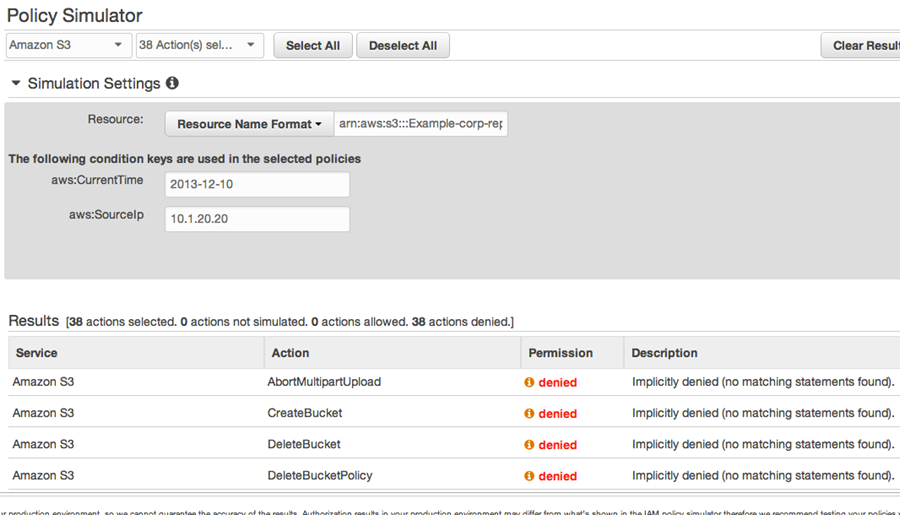 Policy Simulator
Amazon S3 38 Action(s) sel... Select All Deselect All Clear Result
Simulation Settings
Resource: Resource Name Format arn:aws:s3:::Example-corp-rep
The following condition keys are used in the selected policies
aws:CurrentTime 2013-12-10
aws:SourceIp 10.1.20.20
Results [38 actions selected. 0 actions not simulated. 0 actions allowed. 38 actions denied.]
Service Action Permission Description
Amazon S3 AbortMultipartUpload denied Implicitly denied (no matching statements found).
Amazon S3 CreateBucket denied Implicitly denied (no matching statements found).
Amazon S3 DeleteBucket denied Implicitly denied (no matching statements found).
Amazon S3 DeleteBucketPolicy denied Implicitly denied (no matching statements found).
production environment, so we cannot guarantee the accuracy of the results. Authorization results in your production environment may differ from what's shown in the IAM policy simulator therefore we recommend testing your policies